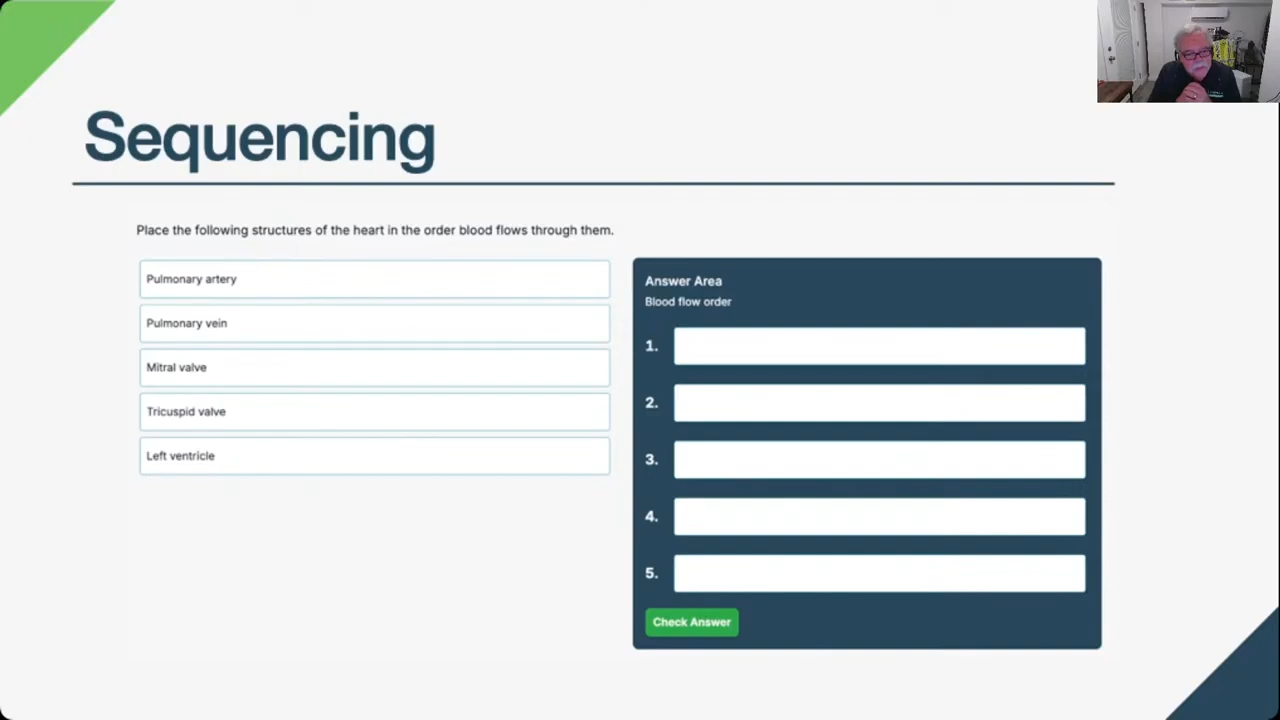 Sequencing
Place the following structures of the heart in the order blood flows through them.
Pulmonary artery
Pulmonary vein
Mitral valve
Tricuspid valve
Left ventricle
Answer Area
Blood flow order
1.
2.
3.
4.
5.
Check Answer